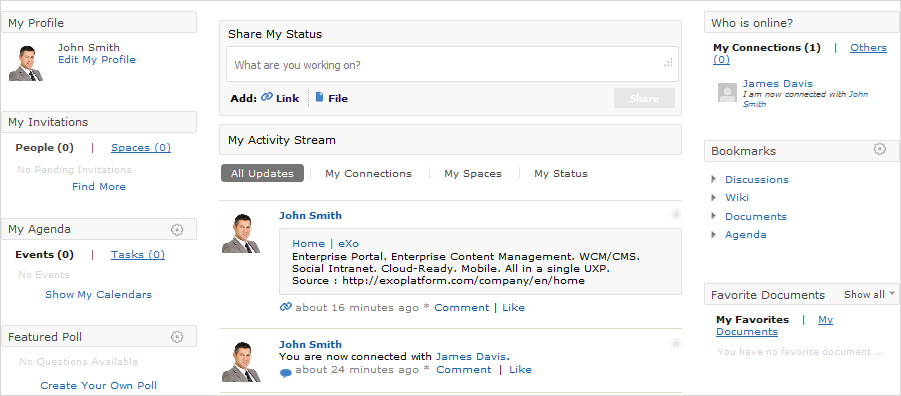 My Profile
John Smith
Edit My Profile
My Invitations
People (0) | Spaces (0)
No Pending Invitations
Find More
My Agenda
Events (0) | Tasks (0)
No Events
Show My Calendars
Featured Poll
No Questions Available
Create Your Own Poll
Share My Status
What are you working on?
Add: Link | File
Share
My Activity Stream
All Updates | My Connections | My Spaces | My Status
John Smith
Home | eXo
Enterprise Portal. Enterprise Content Management. WCM/CMS.
Social Intranet. Cloud-Ready. Mobile. All in a single UXP.
Source : http://exoplatform.com/company/en/home
about 16 minutes ago * Comment | Like
John Smith
You are now connected with James Davis.
about 24 minutes ago * Comment | Like
Who is online?
My Connections (1) | Others
(0)
James Davis
I am now connected with John
Smith
Bookmarks
Discussions
Wiki
Documents
Agenda
Favorite Documents Show all
My Favorites | My
Documents
You have no favorite document ...